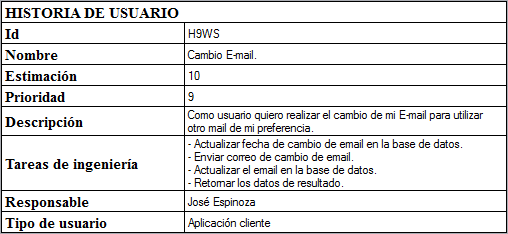 HISTORIA DE USUARIO
Id H9WS
Nombre Cambio E-mail.
Estimación 10
Prioridad 9
Descripción Como usuario quiero realizar el cambio de mi E-mail para utilizar
otro mail de mi preferencia.
Tareas de ingeniería - Actualizar fecha de cambio de email en la base de datos.
- Enviar correo de cambio de email.
- Actualizar el email en la base de datos.
- Retornar los datos de resultado.
Responsable José Espinoza
Tipo de usuario Aplicación cliente